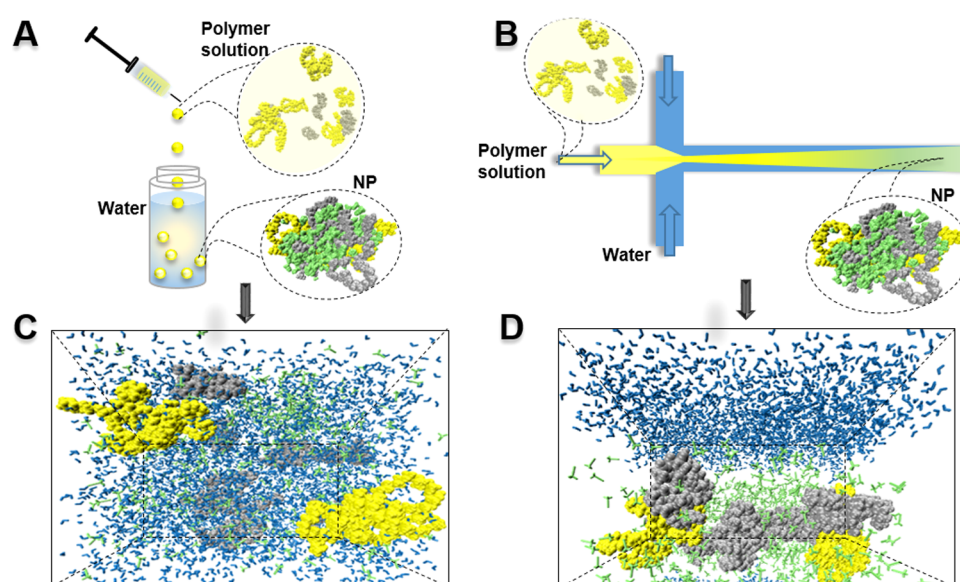 A
Polymer
solution
Water
NP
B
Polymer
solution
Water
NP
C
D